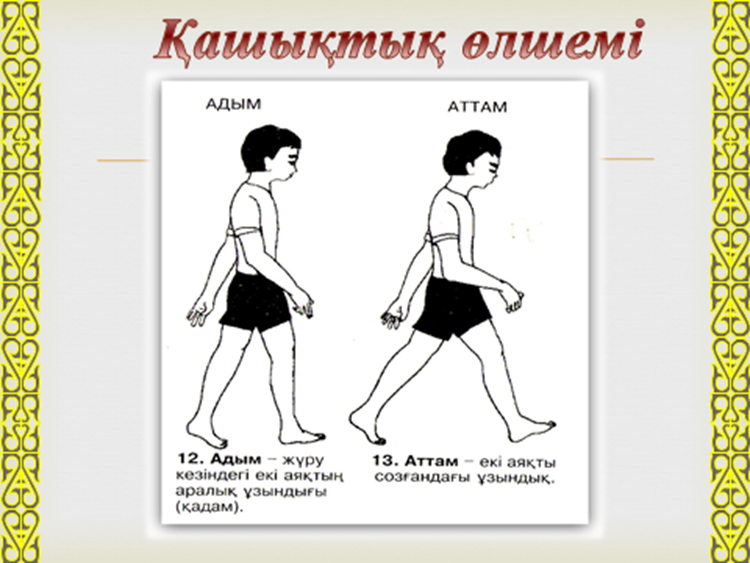 Қашықтық өлшемі
АДЫМ
АТТАМ
12. Адым – жүру
кезіндегі екі аяқтың
аралық ұзындығы
(қадам).
13. Аттам – екі аяқты
созғандағы ұзындық.